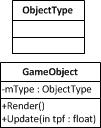 ObjectType
GameObject
-mType : ObjectType
+Render()
+Update(in tpf : float)